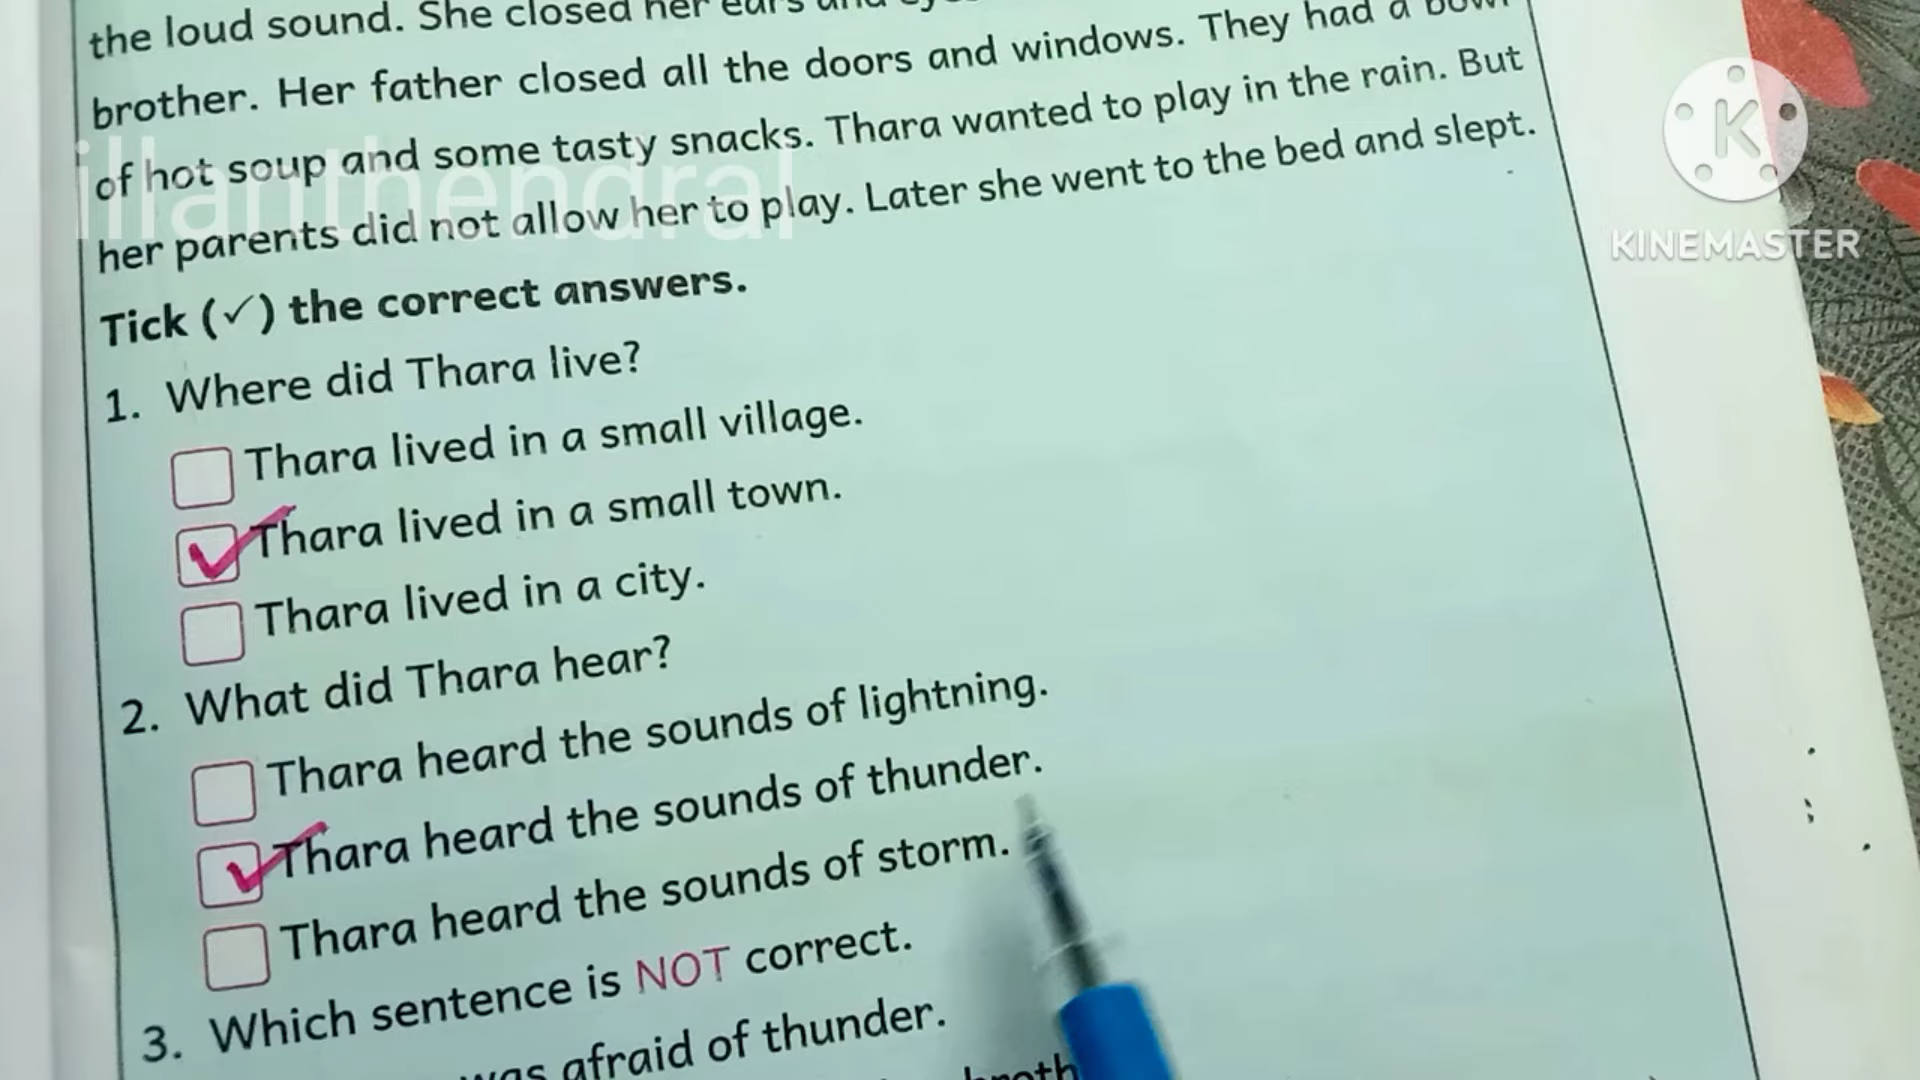 the loud sound. She closed her ears and
brother. Her father closed all the doors and windows. They had a bowl
of hot soup and some tasty snacks. Thara wanted to play in the rain. But
her parents did not allow her to play. Later she went to the bed and slept.
Tick (✓) the correct answers.
1. Where did Thara live?
Thara lived in a small village.
✓ Thara lived in a small town.
Thara lived in a city.
2. What did Thara hear?
Thara heard the sounds of lightning.
✓ Thara heard the sounds of thunder.
Thara heard the sounds of storm.
3. Which sentence is NOT correct.
was afraid of thunder.
illanthendral
K
KINEMASTER